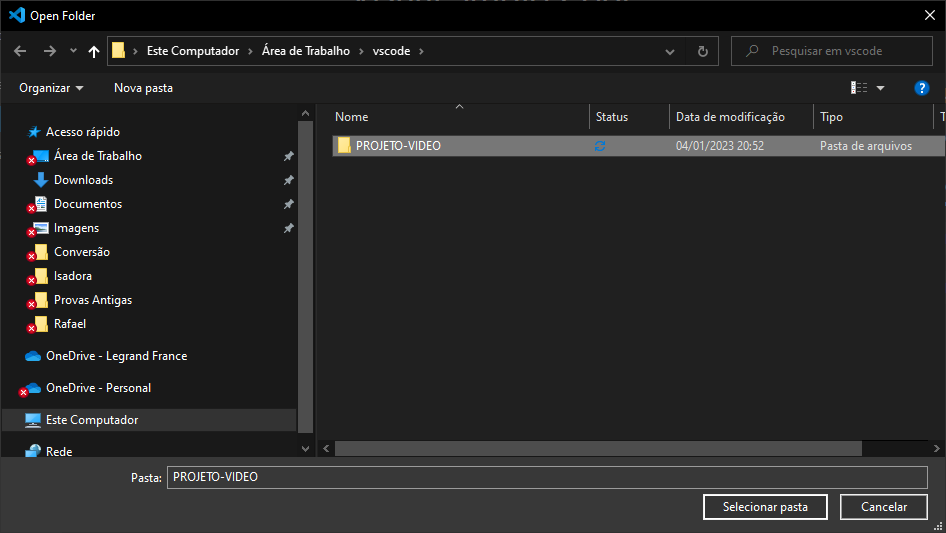 Open Folder
Este Computador
Área de Trabalho
vscode
Pesquisar em vscode
Organizar
Nova pasta
?
Nome
Status
Data de modificação
Tipo
T
PROJETO-VIDEO
04/01/2023 20:52
Pasta de arquivos
Acesso rápido
Área de Trabalho
Downloads
Documentos
Imagens
Conversão
Isadora
Provas Antigas
Rafael
OneDrive - Legrand France
OneDrive - Personal
Este Computador
Rede
Pasta:
PROJETO-VIDEO
Selecionar pasta
Cancelar